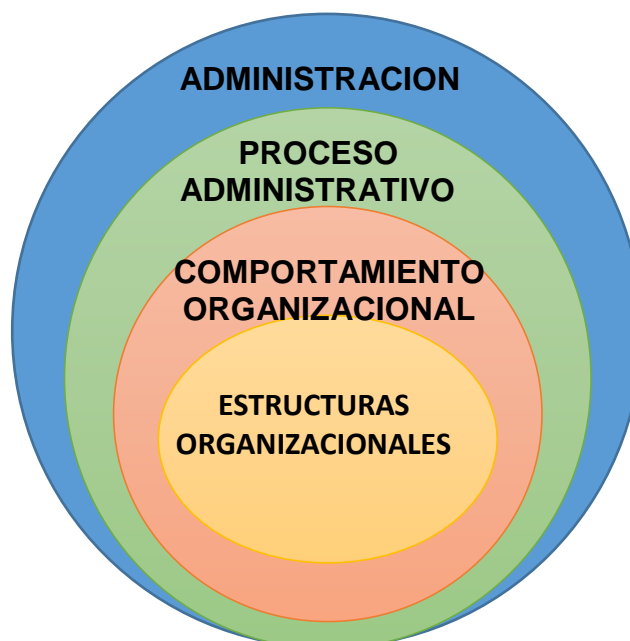 ADMINISTRACION
PROCESO
ADMINISTRATIVO
COMPORTAMIENTO
ORGANIZACIONAL
ESTRUCTURAS
ORGANIZACIONALES